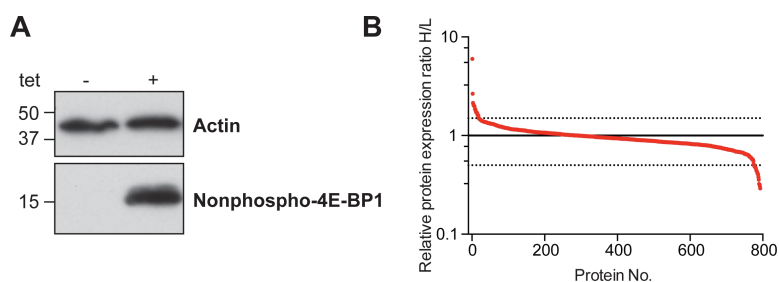 A
tet
-
+
50
37
Actin
15
Nonphospho-4E-BP1
B
Relative protein expression ratio H/L
10
1
0.1
0
200
400
600
800
Protein No.